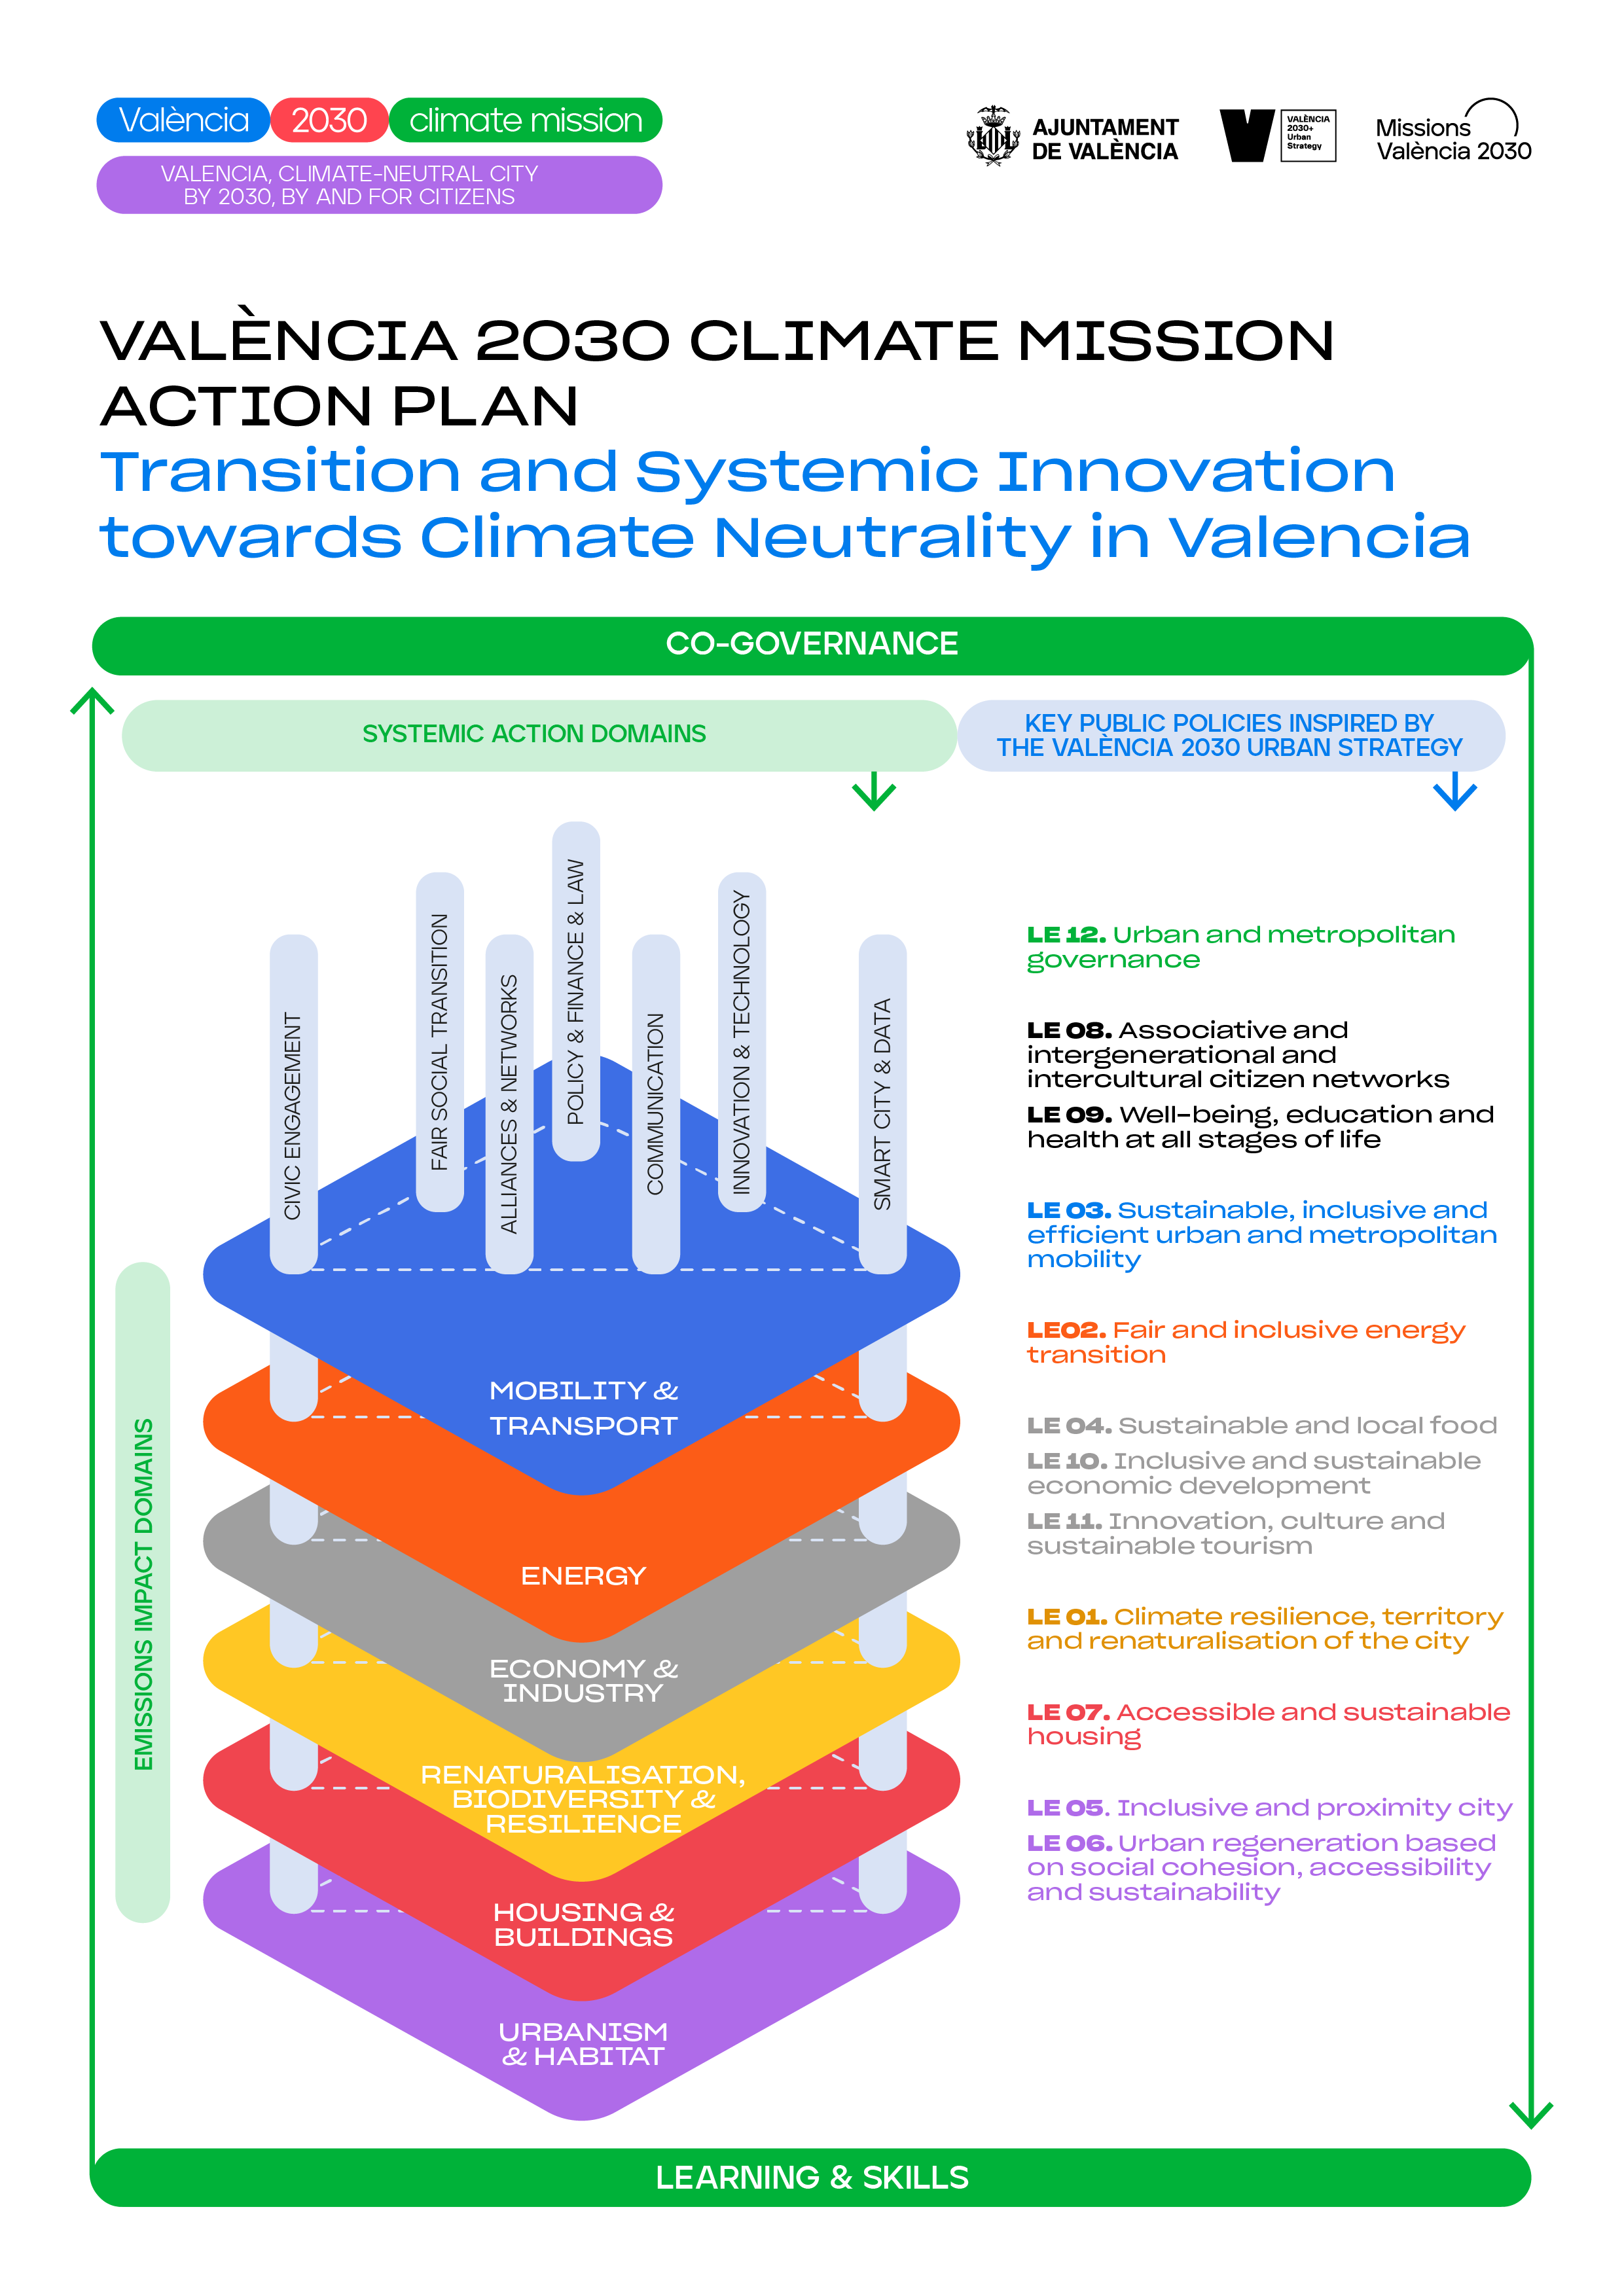 València 2030 climate mission
VALENCIA, CLIMATE-NEUTRAL CITY
BY 2030, BY AND FOR CITIZENS
AJUNTAMENT
DE VALÈNCIA
VALÈNCIA
2030+
Urban
Strategy
Missions
València 2030
VALÈNCIA 2030 CLIMATE MISSION
ACTION PLAN
Transition and Systemic Innovation
towards Climate Neutrality in Valencia
CO-GOVERNANCE
SYSTEMIC ACTION DOMAINS
KEY PUBLIC POLICIES INSPIRED BY
THE VALÈNCIA 2030 URBAN STRATEGY
CIVIC ENGAGEMENT
FAIR SOCIAL TRANSITION
ALLIANCES & NETWORKS
POLICY & FINANCE & LAW
COMMUNICATION
INNOVATION & TECHNOLOGY
SMART CITY & DATA
EMISSIONS IMPACT DOMAINS
MOBILITY &
TRANSPORT
ENERGY
ECONOMY &
INDUSTRY
RENATURALISATION,
BIODIVERSITY &
RESILIENCE
HOUSING &
BUILDINGS
URBANISM
& HABITAT
LE 12. Urban and metropolitan
governance
LE 08. Associative and
intergenerational and
intercultural citizen networks
LE 09. Well-being, education and
health at all stages of life
LE 03. Sustainable, inclusive and
efficient urban and metropolitan
mobility
LE02. Fair and inclusive energy
transition
LE 04. Sustainable and local food
LE 10. Inclusive and sustainable
economic development
LE 11. Innovation, culture and
sustainable tourism
LE 01. Climate resilience, territory
and renaturalisation of the city
LE 07. Accessible and sustainable
housing
LE 05. Inclusive and proximity city
LE 06. Urban regeneration based
on social cohesion, accessibility
and sustainability
LEARNING & SKILLS